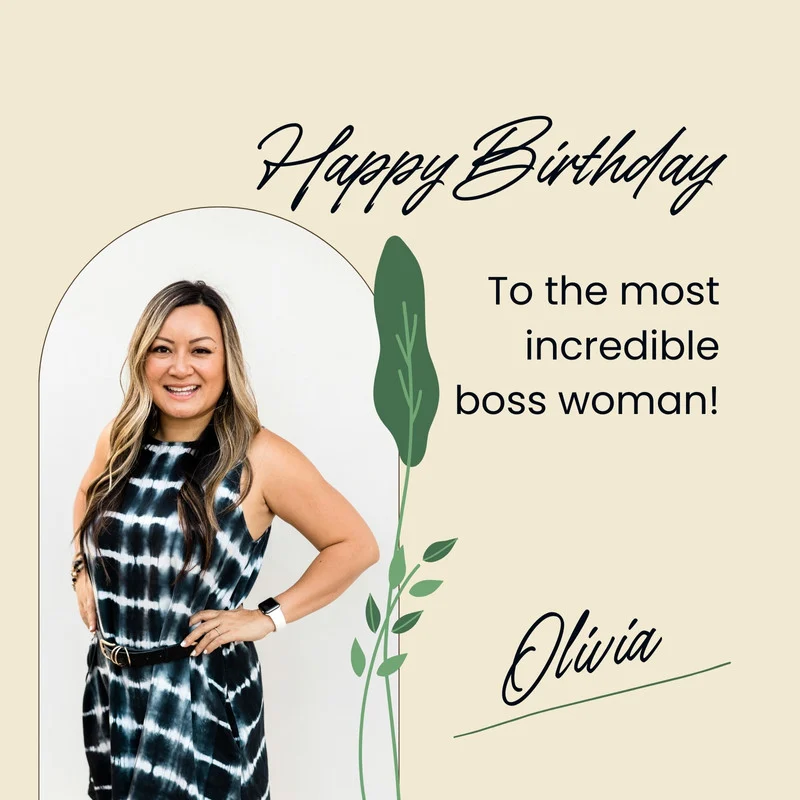 Happy Birthday
To the most
incredible
boss woman!
Olivia